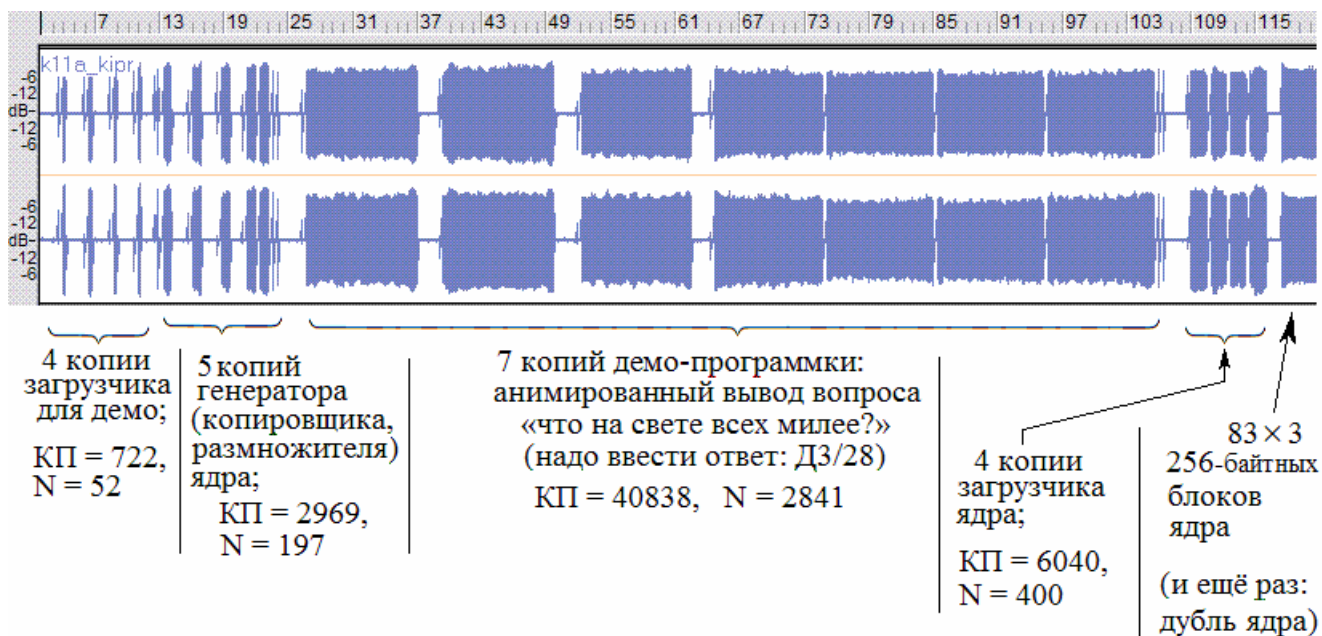 7 13 19 25 31 37 43 49 55 61 67 73 79 85 91 97 103 109 115
k11a_kipr
-6
-12
dB-
-12
-6
-6
-12
dB-
-12
-6
4 копии
загрузчика
для демо;
КП = 722,
N = 52
5 копий
генератора
(копировщика,
размножителя)
ядра;
КП = 2969,
N = 197
7 копий демо-программки:
анимированный вывод вопроса
«что на свете всех милее?»
(надо ввести ответ: Д3/28)
КП = 40838, N = 2841
4 копии
загрузчика
ядра;
КП = 6040,
N = 400
83 × 3
256-байтных
блоков
ядра
(и ещё раз:
дубль ядра)